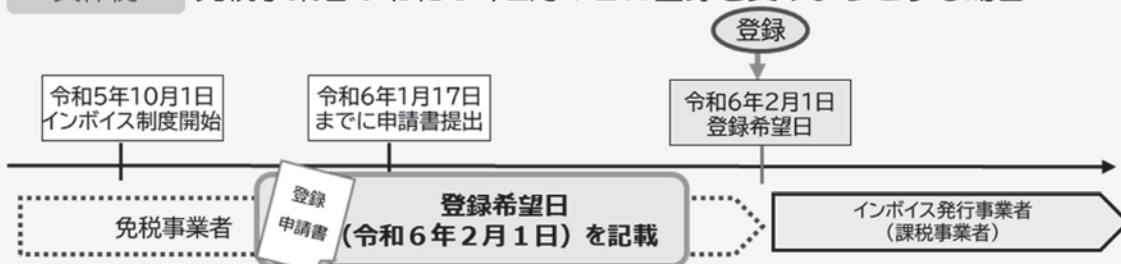 登録
令和5年10月1日
インボイス制度開始
令和6年1月17日
までに申請書提出
令和6年2月1日
登録希望日
免税事業者
登録
申請書
登録希望日
(令和6年2月1日)を記載
インボイス発行事業者
(課税事業者)